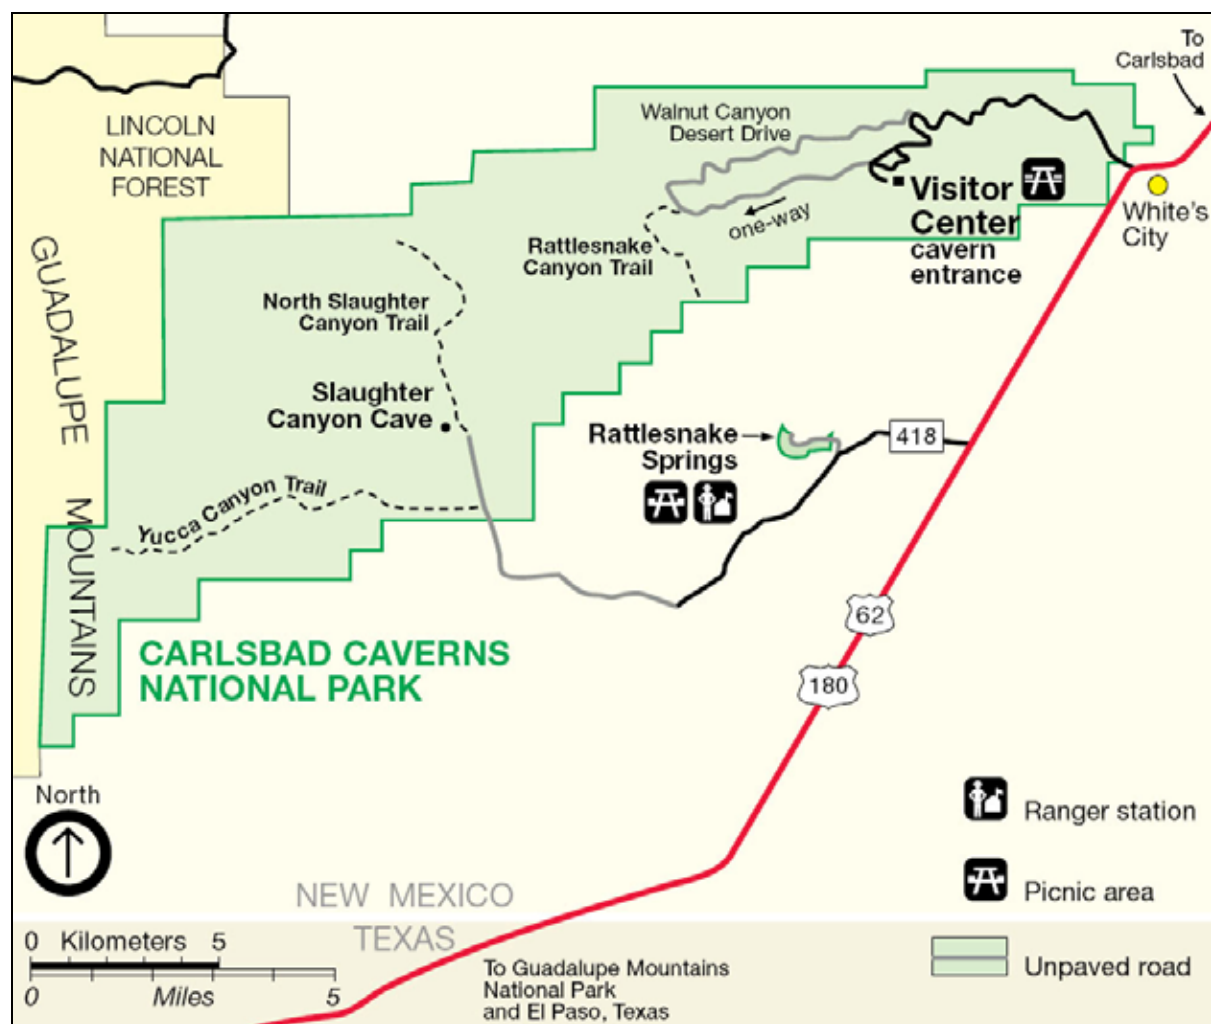 To
Carlsbad
LINCOLN
NATIONAL
FOREST
Walnut Canyon
Desert Drive
Visitor
Center
cavern
entrance
White's
City
one-way
GUADALUPE
MOUNTAINS
Rattlesnake
Canyon Trail
North Slaughter
Canyon Trail
Slaughter
Canyon Cave
Rattlesnake
Springs
418
Yucca Canyon Trail
62
180
CARLSBAD CAVERNS
NATIONAL PARK
North
Ranger station
Picnic area
NEW MEXICO
TEXAS
0 Kilometers 5
0 Miles 5
To Guadalupe Mountains
National Park
and El Paso, Texas
Unpaved road